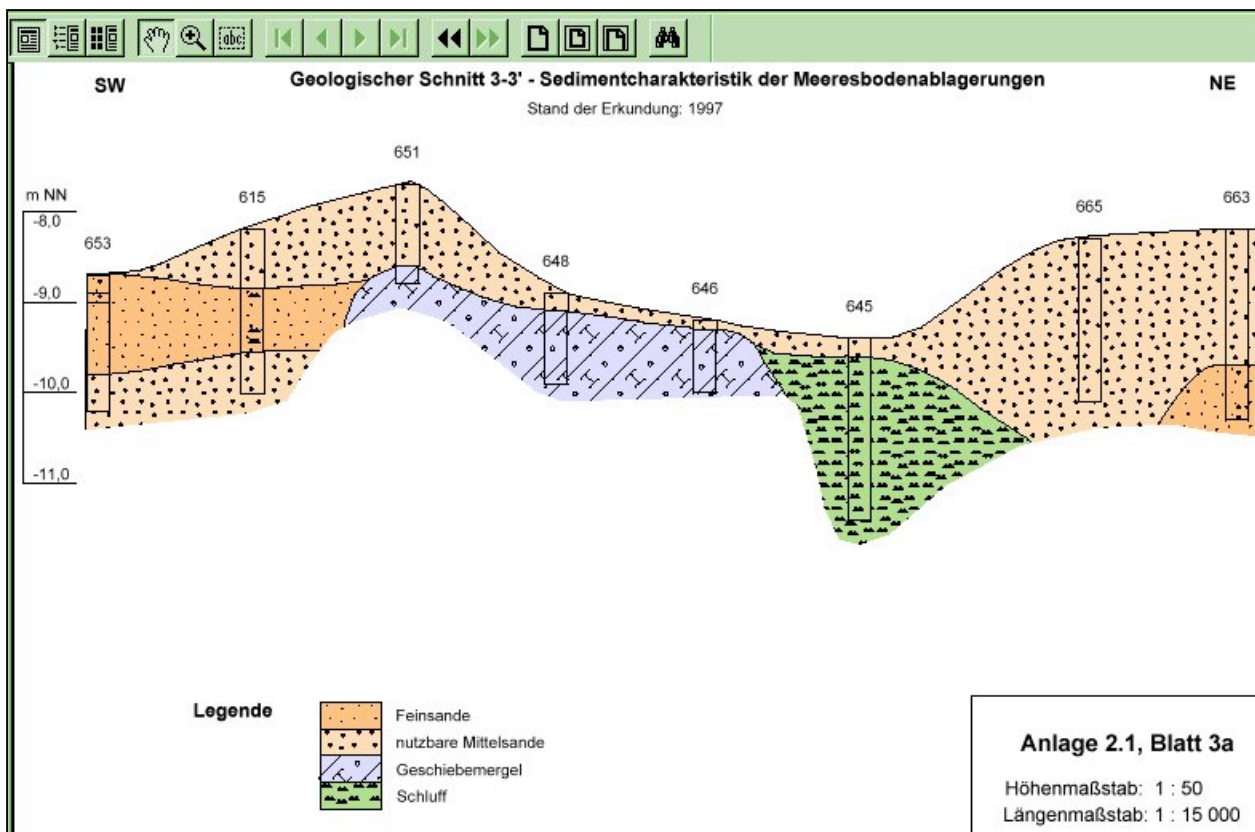 abc
SW
Geologischer Schnitt 3-3' - Sedimentcharakteristik der Meeresbodenablagerungen
NE
Stand der Erkundung: 1997
651
m NN
615
665
663
-8,0
653
648
-9,0
646
645
-10,0
-11,0
Legende
Feinsande
nutzbare Mittelsande
Geschiebemergel
Schluff
Anlage 2.1, Blatt 3a
Höhenmaßstab: 1 : 50
Längenmaßstab: 1 : 15 000